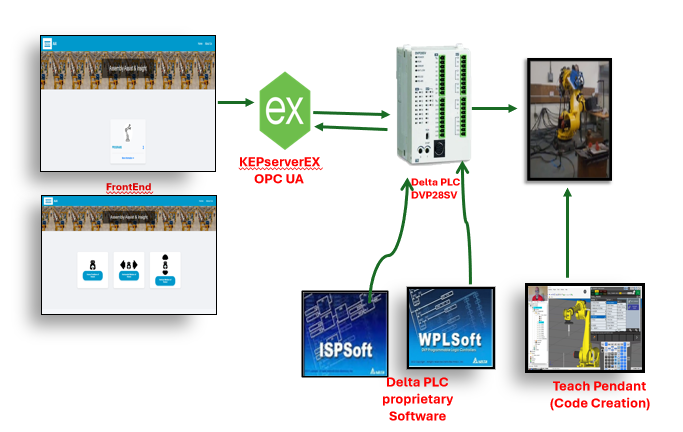 Assembly Assist & Insight
FrontEnd
Assembly Assist & Insight
ex
KEPserverEX
OPC UA
Delta PLC
DVP28SV
ISPSoft
WPLSoft
Delta PLC
proprietary
Software
Teach Pendant
(Code Creation)